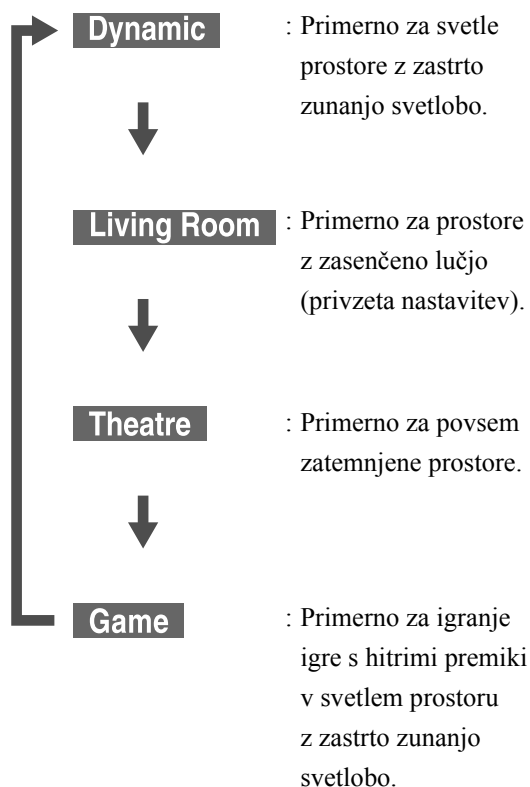 Dynamic : Primerno za svetle
prostore z zastrto
zunanjo svetlobo.
Living Room : Primerno za prostore
z zasenčeno lučjo
(privzeta nastavitev).
Theatre : Primerno za povsem
zatemnjene prostore.
Game : Primerno za igranje
igre s hitrimi premiki
v svetlem prostoru
z zastrto zunanjo
svetlobo.